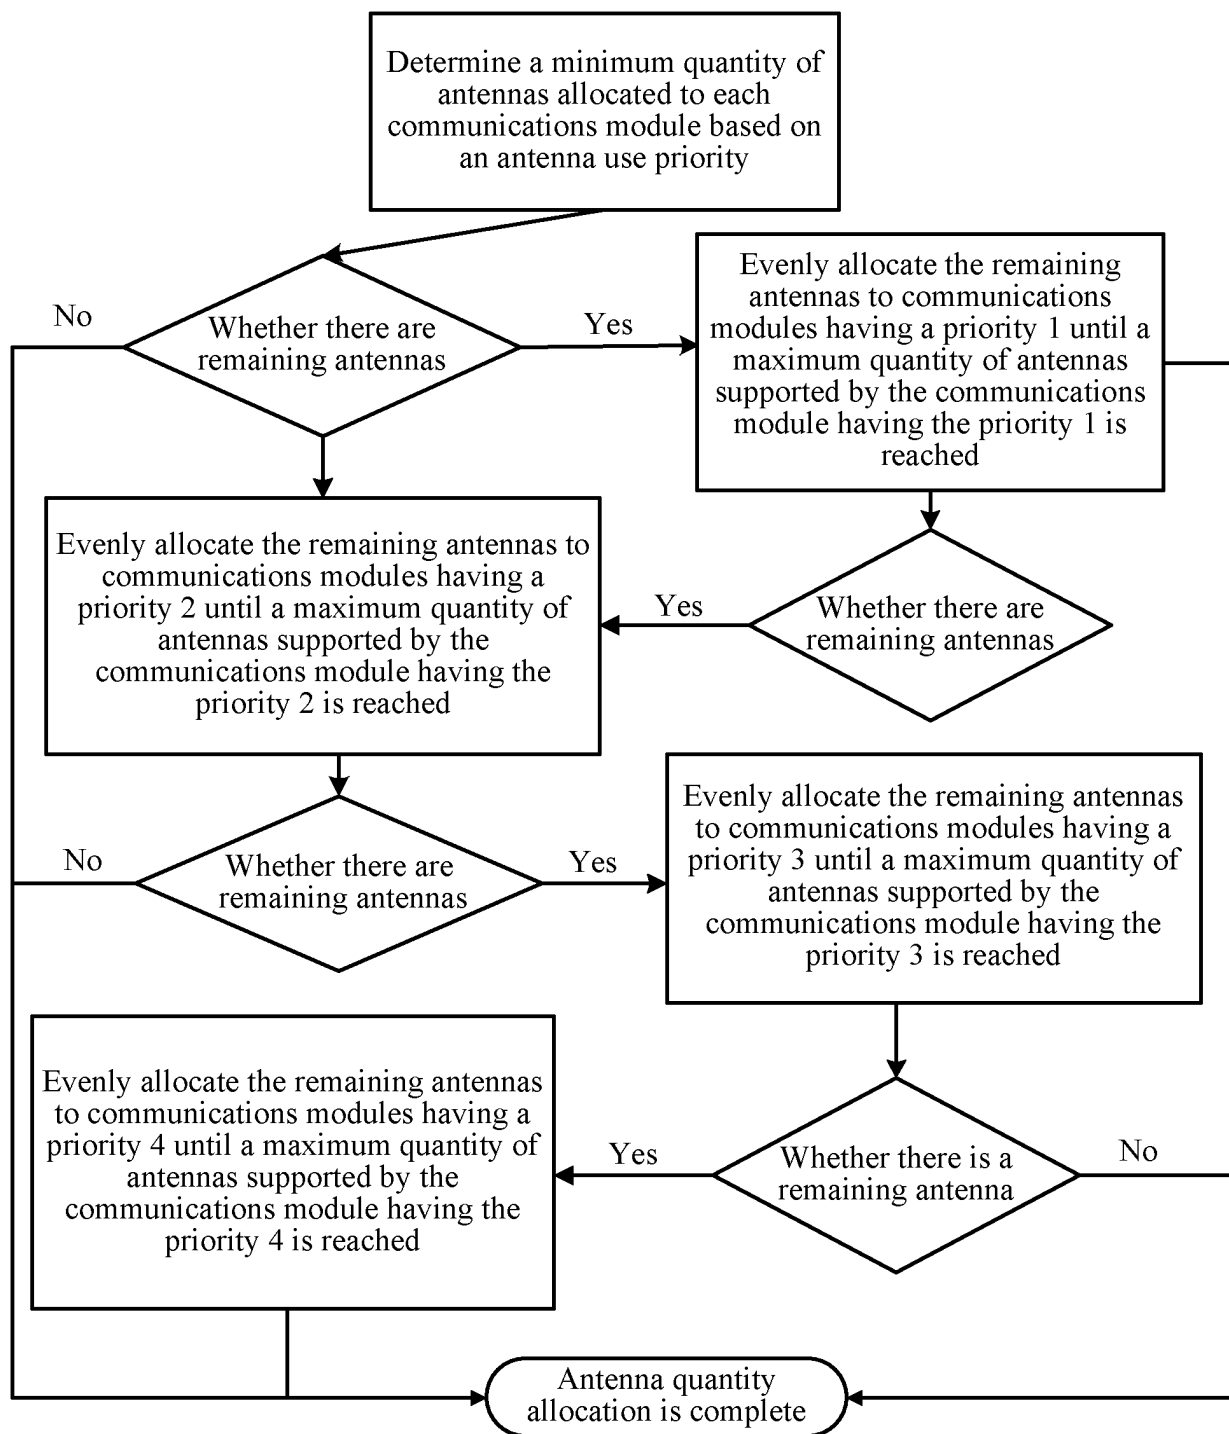 Determine a minimum quantity of
antennas allocated to each
communications module based on
an antenna use priority
No
Whether there are
remaining antennas
Yes
Evenly allocate the remaining
antennas to communications
modules having a priority 1 until a
maximum quantity of antennas
supported by the communications
module having the priority 1 is
reached
Evenly allocate the remaining antennas to
communications modules having a
priority 2 until a maximum quantity of
antennas supported by the
communications module having the
priority 2 is reached
Yes
Whether there are
remaining antennas
No
Whether there are
remaining antennas
Yes
Evenly allocate the remaining antennas
to communications modules having a
priority 3 until a maximum quantity of
antennas supported by the
communications module having the
priority 3 is reached
Evenly allocate the remaining antennas
to communications modules having a
priority 4 until a maximum quantity of
antennas supported by the
communications module having the
priority 4 is reached
Yes
Whether there is a
remaining antenna
No
Antenna quantity
allocation is complete